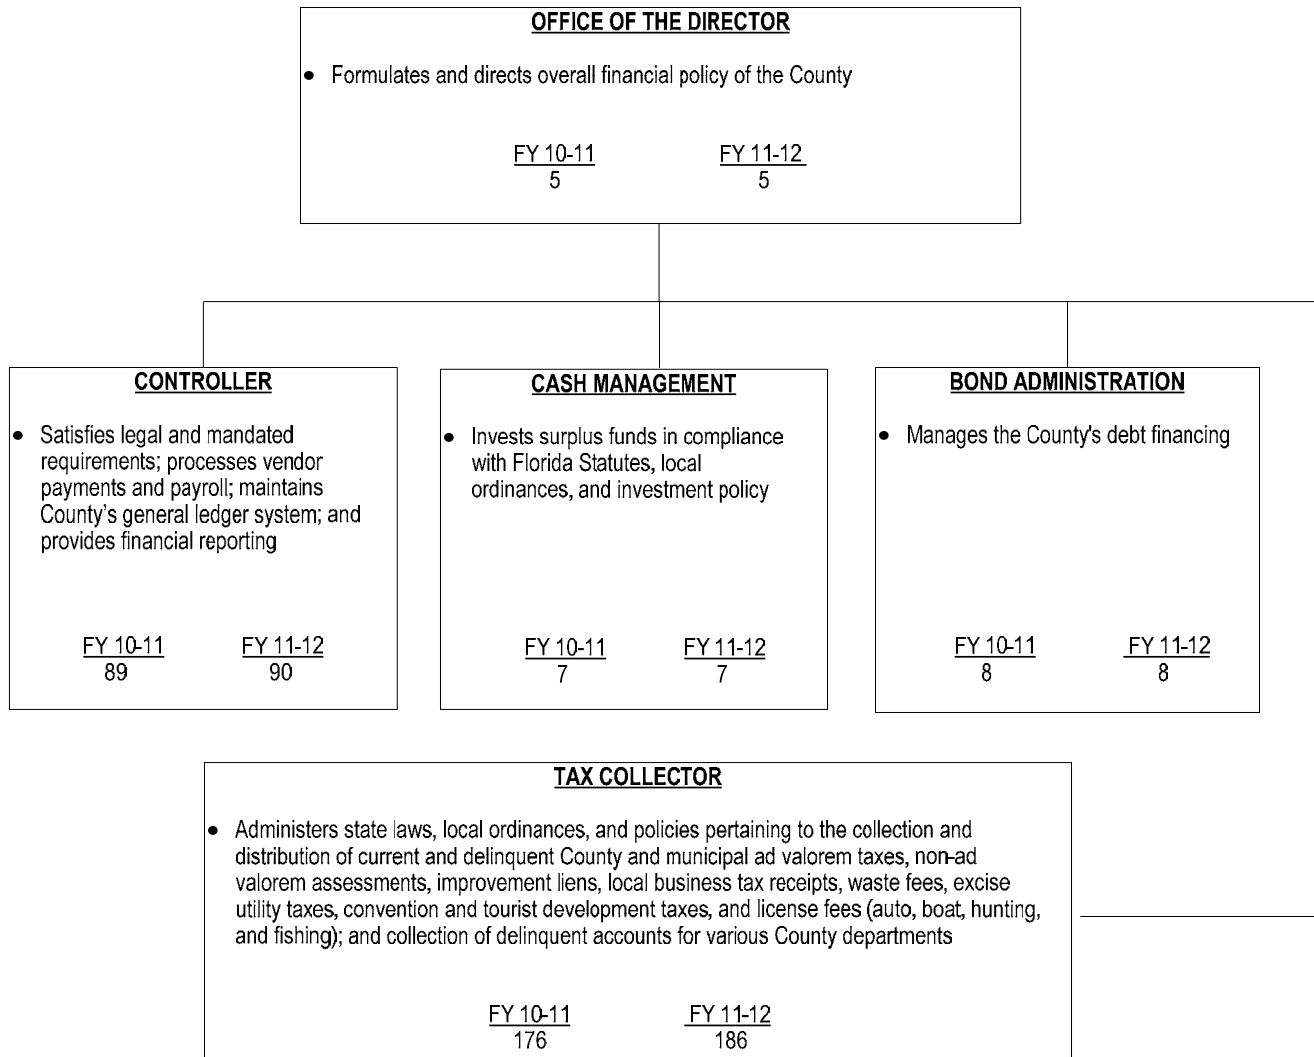 OFFICE OF THE DIRECTOR
• Formulates and directs overall financial policy of the County
FY 10-11 FY 11-12
5 5
CONTROLLER
• Satisfies legal and mandated
requirements; processes vendor
payments and payroll; maintains
County's general ledger system; and
provides financial reporting
FY 10-11 FY 11-12
89 90
CASH MANAGEMENT
• Invests surplus funds in compliance
with Florida Statutes, local
ordinances, and investment policy
FY 10-11 FY 11-12
7 7
BOND ADMINISTRATION
• Manages the County's debt financing
FY 10-11 FY 11-12
8 8
TAX COLLECTOR
• Administers state laws, local ordinances, and policies pertaining to the collection and
distribution of current and delinquent County and municipal ad valorem taxes, non-ad
valorem assessments, improvement liens, local business tax receipts, waste fees, excise
utility taxes, convention and tourist development taxes, and license fees (auto, boat, hunting,
and fishing); and collection of delinquent accounts for various County departments
FY 10-11 FY 11-12
176 186